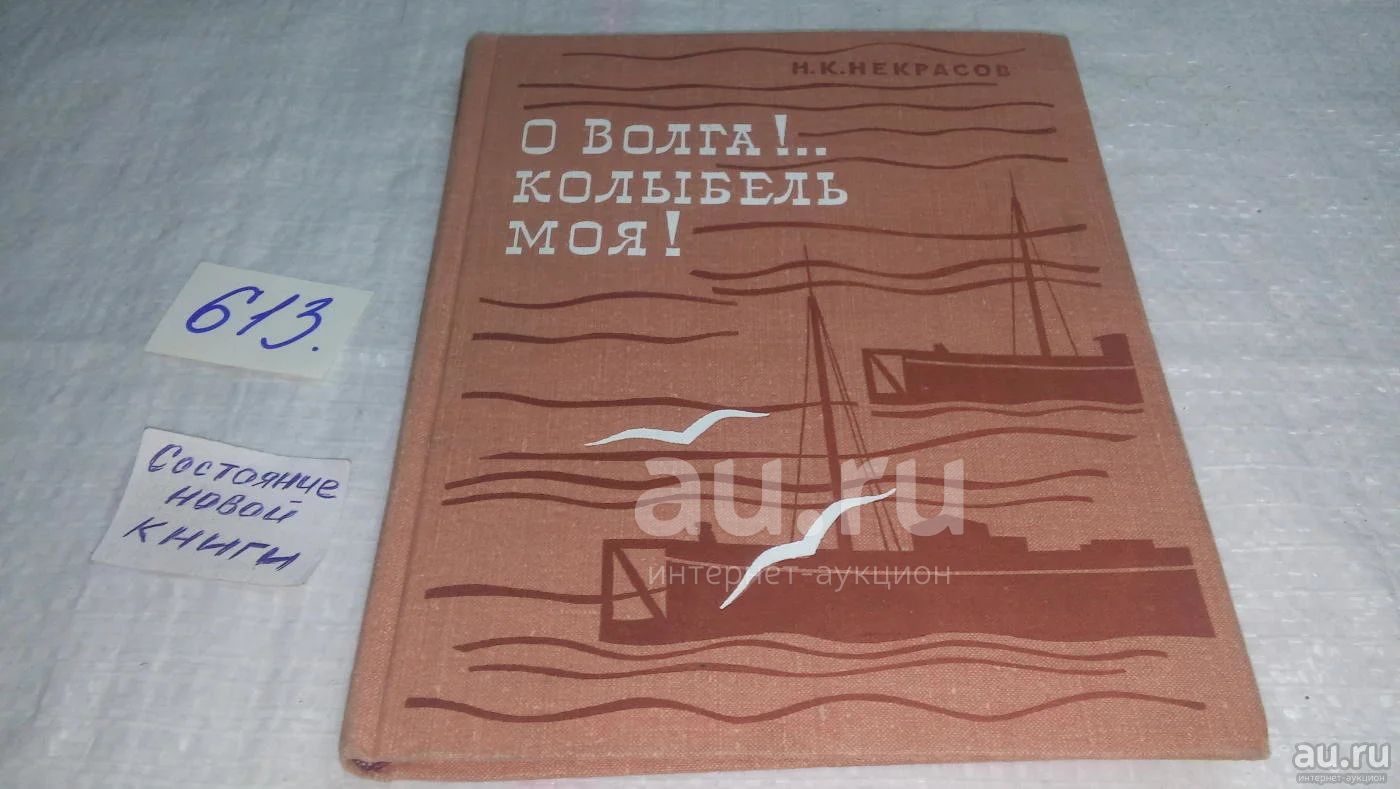 Н.К.НЕКРАСОВ
О ВОЛГА!..
КОЛЫБЕЛЬ
МОЯ!
613.
Состояние
новой
книги
au.ru
интернет-аукцион
au.ru
интернет-аукцион